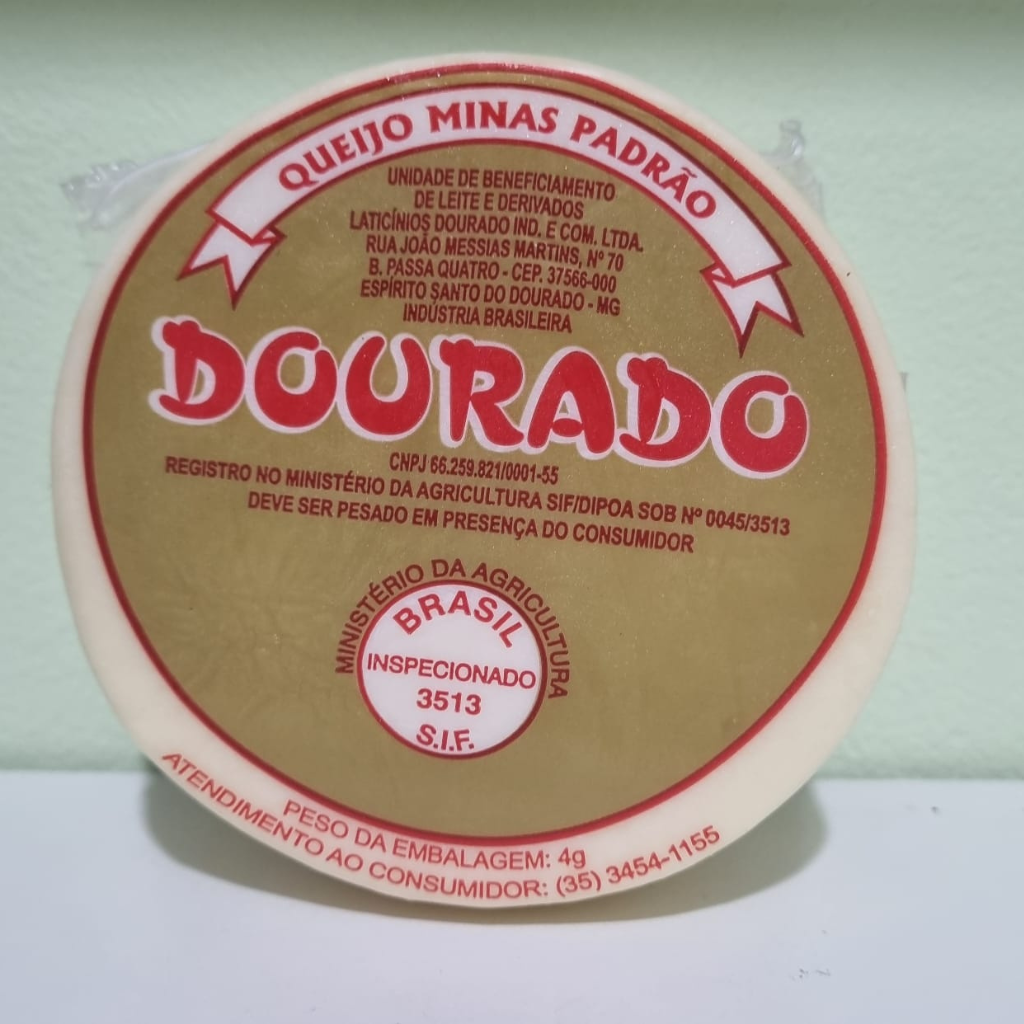 QUEIJO MINAS PADRÃO
UNIDADE DE BENEFICIAMENTO
DE LEITE E DERIVADOS
LATICÍNIOS DOURADO IND. E COM. LTDA.
RUA JOÃO MESSIAS MARTINS, Nº 70
B. PASSA QUATRO - CEP. 37566-000
ESPÍRITO SANTO DO DOURADO - MG
INDÚSTRIA BRASILEIRA
DOURADO
CNPJ 66.259.821/0001-55
REGISTRO NO MINISTÉRIO DA AGRICULTURA SIF/DIPOA SOB Nº 0045/3513
DEVE SER PESADO EM PRESENÇA DO CONSUMIDOR
MINISTÉRIO DA AGRICULTURA
BRASIL
INSPECIONADO
3513
S.I.F.
PESO DA EMBALAGEM: 4g
ATENDIMENTO AO CONSUMIDOR: (35) 3454-1155